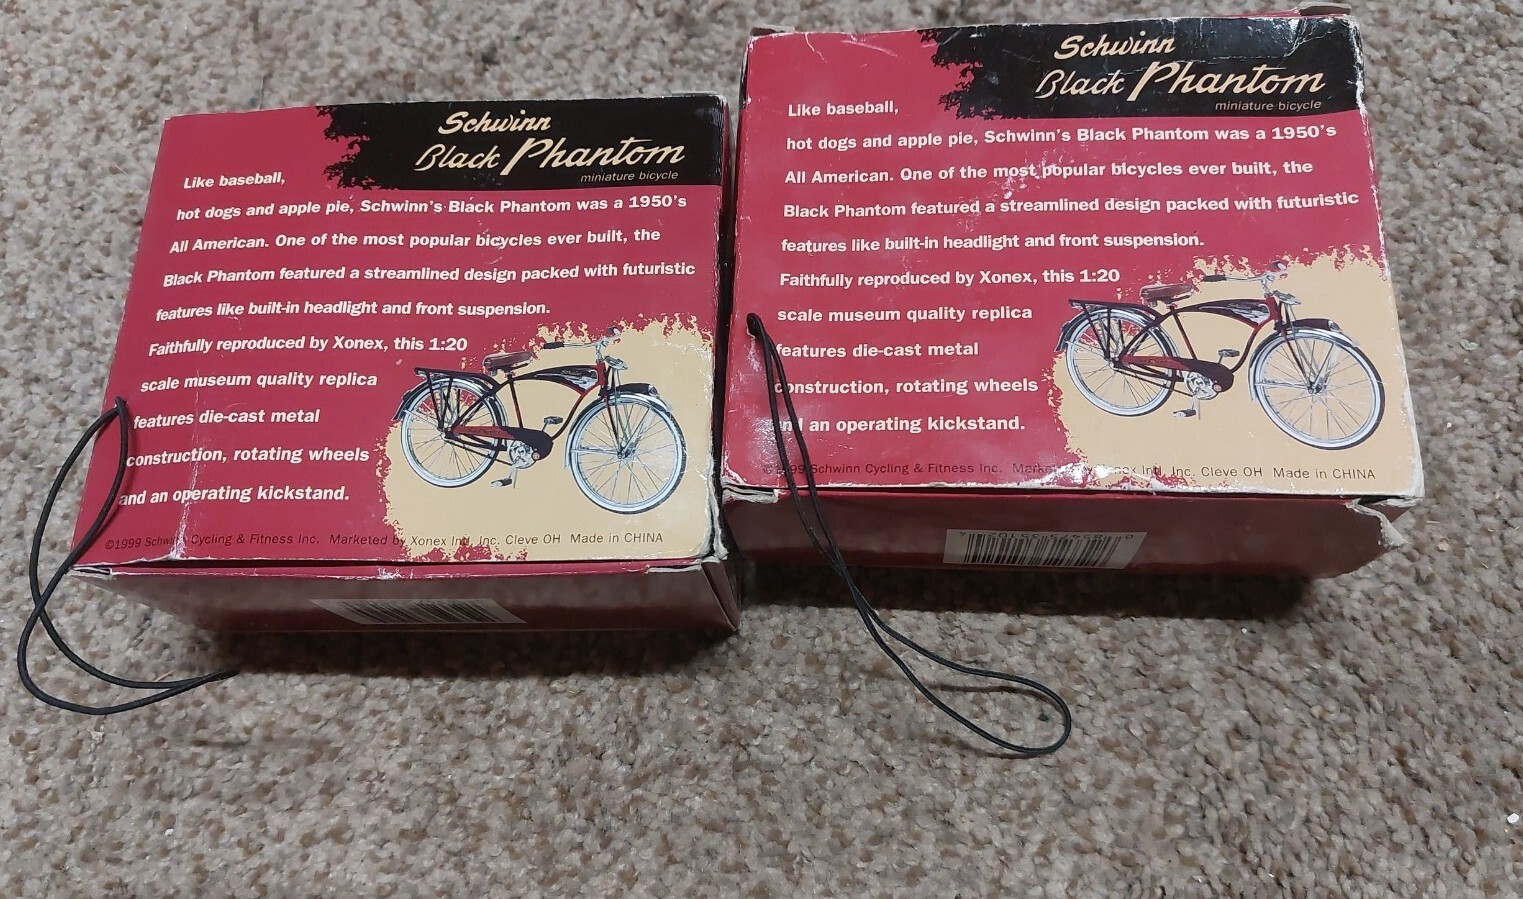 Schwinn
Black Phantom
miniature bicycle
Like baseball,
hot dogs and apple pie, Schwinn's Black Phantom was a 1950's
All American. One of the most popular bicycles ever built, the
Black Phantom featured a streamlined design packed with futuristic
features like built-in headlight and front suspension.
Faithfully reproduced by Xonex, this 1:20
scale museum quality replica
features die-cast metal
construction, rotating wheels
and an operating kickstand.
©1999 Schwinn Cycling & Fitness Inc. Marketed by Xonex Intl, Inc. Cleve OH Made in CHINA
Schwinn
Black Phantom
miniature bicycle
Like baseball,
hot dogs and apple pie, Schwinn's Black Phantom was a 1950's
All American. One of the most popular bicycles ever built, the
Black Phantom featured a streamlined design packed with futuristic
features like built-in headlight and front suspension.
Faithfully reproduced by Xonex, this 1:20
scale museum quality replica
features die-cast metal
construction, rotating wheels
and an operating kickstand.
Schwinn Cycling & Fitness Inc. Inc. Cleve OH Made in CHINA